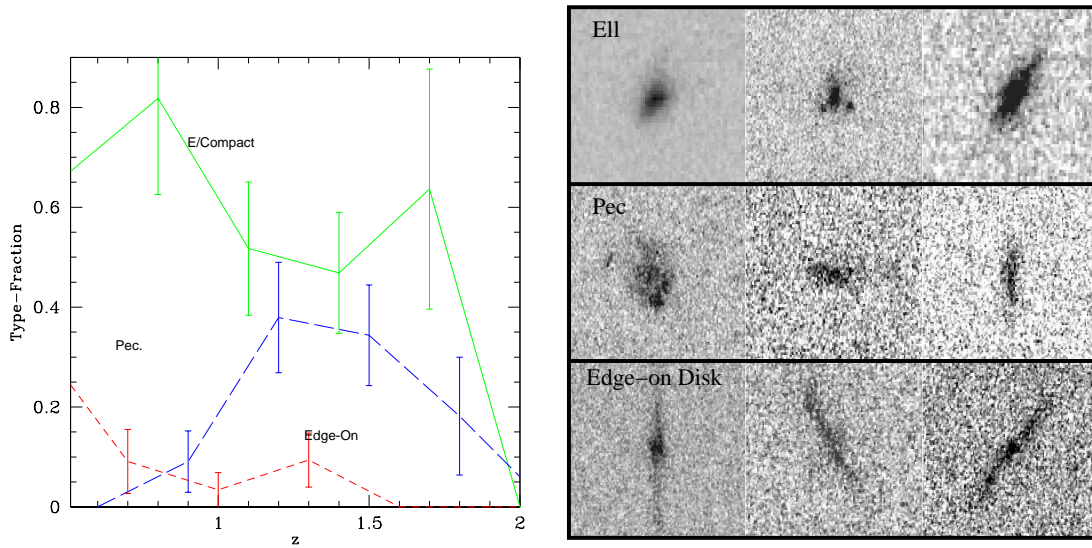 Type-Fraction
0.8
0.6
0.4
0.2
0
E/Compact
Pec.
Edge-On
1
1.5
2
z
Ell
Pec
Edge-on Disk